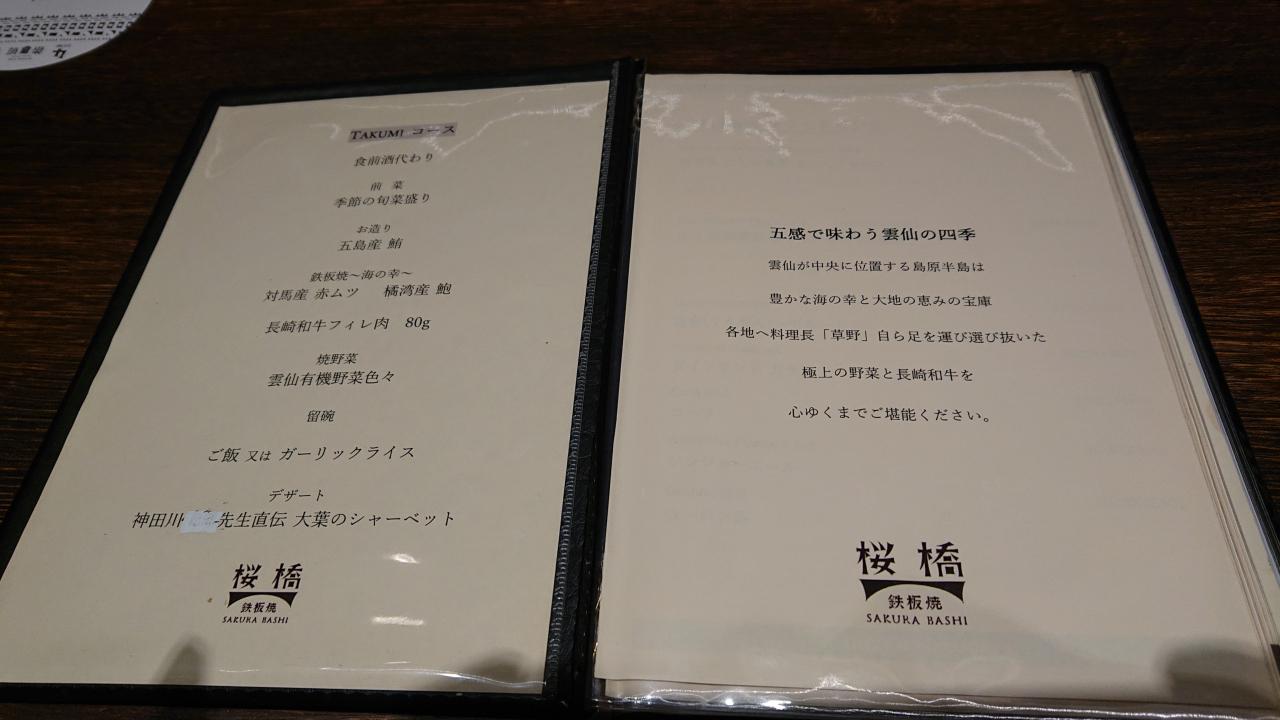 TAKUMI コース
食前酒代わり
前 菜
季節の旬菜盛り
お造り
五島産 鮪
鉄板焼～海の幸～
対馬産 赤ムツ 橘湾産 鮑
長崎和牛フィレ肉 80g
焼野菜
雲仙有機野菜色々
留碗
ご飯 又は ガーリックライス
デザート
神田川 先生直伝 大葉のシャーベット
桜橋
鉄板焼
SAKURA BASHI
五感で味わう雲仙の四季
雲仙が中央に位置する島原半島は
豊かな海の幸と大地の恵みの宝庫
各地へ料理長「草野」自ら足を運び選び抜いた
極上の野菜と長崎和牛を
心ゆくまでご堪能ください。
桜橋
鉄板焼
SAKURA BASHI